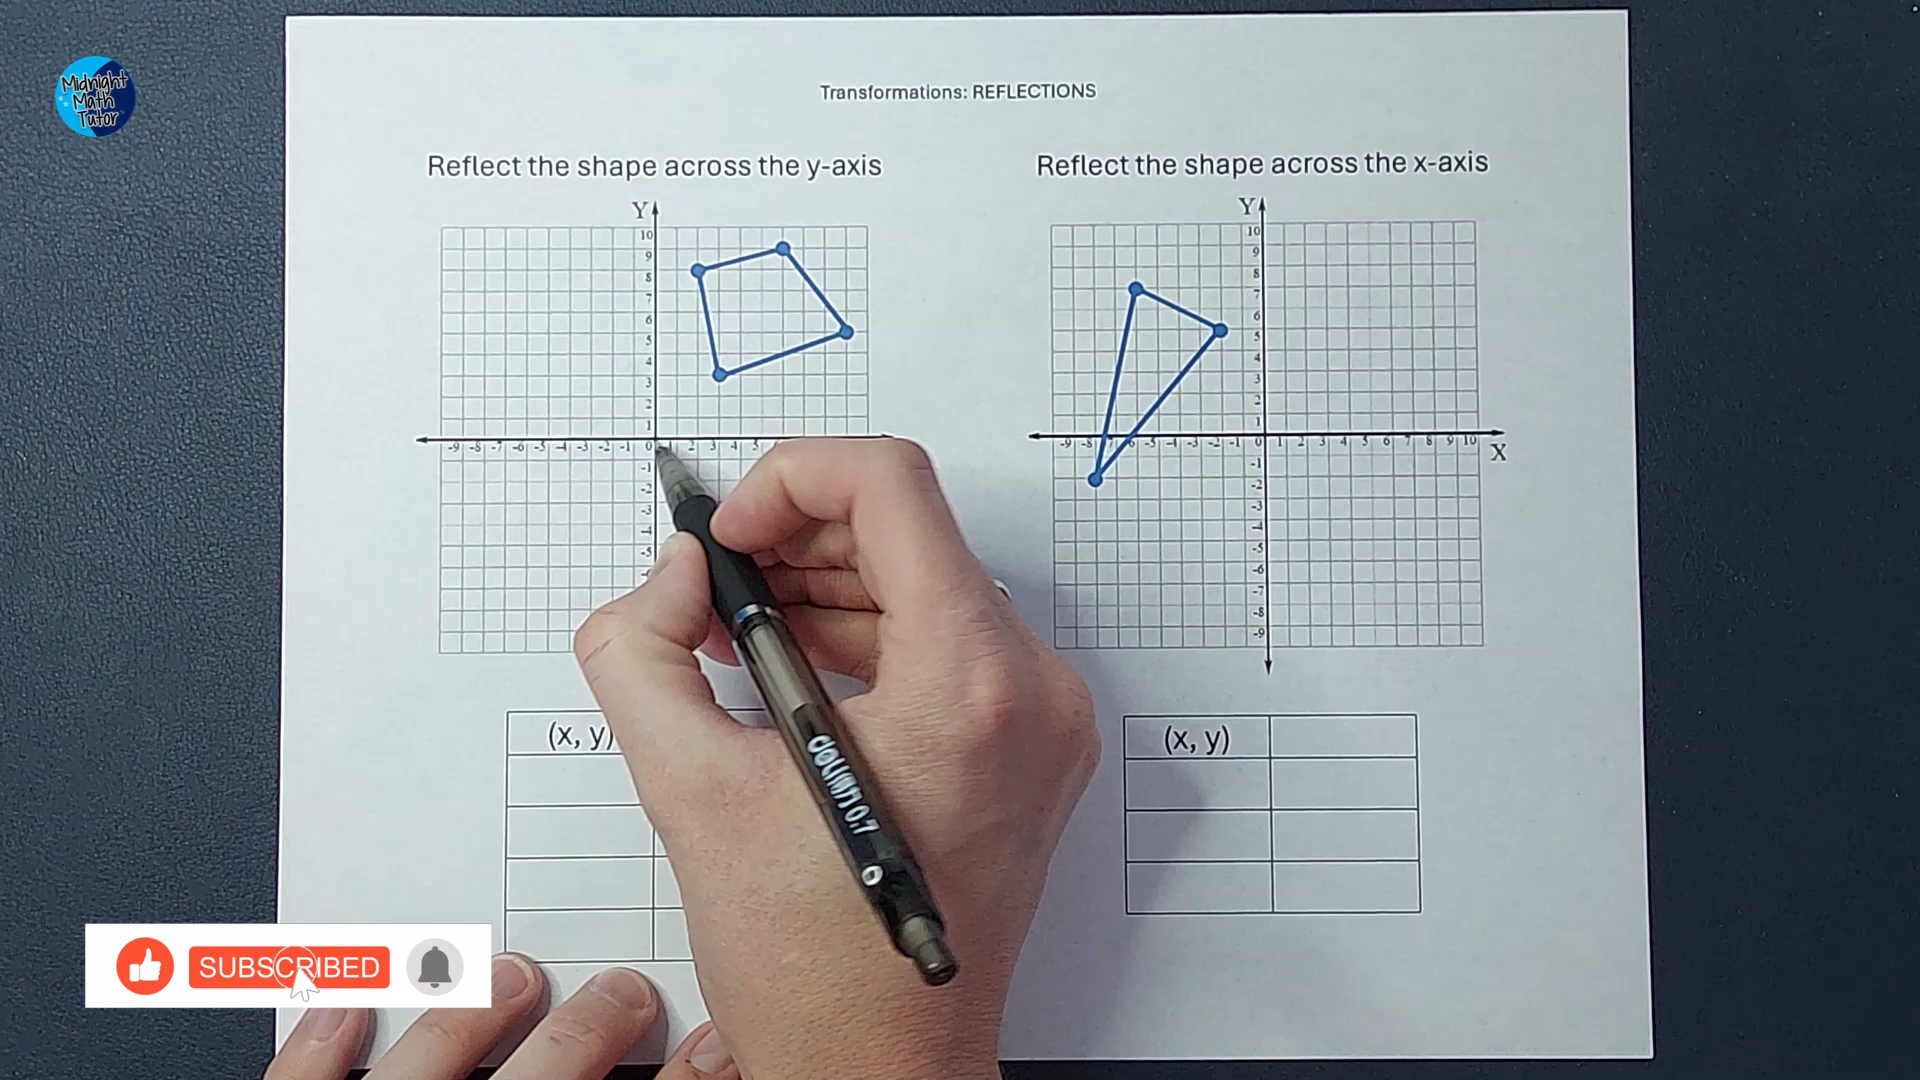 Midnight
Math
Tutor
Transformations: REFLECTIONS
Reflect the shape across the y-axis
Reflect the shape across the x-axis
Y
10
9
8
7
6
5
4
3
2
1
-9 -8 -7 -6 -5 -4 -3 -2 -1 0 1 2 3 4 5
-1
-2
-3
-4
-5
Y
10
9
8
7
6
5
4
3
2
1
-9 -8 -7 -6 -5 -4 -3 -2 -1 0 1 2 3 4 5 6 7 8 9 10
X
-1
-2
-3
-4
-5
-6
-7
-8
-9
(x, y)
(x, y)
0.7
SUBSCRIBED